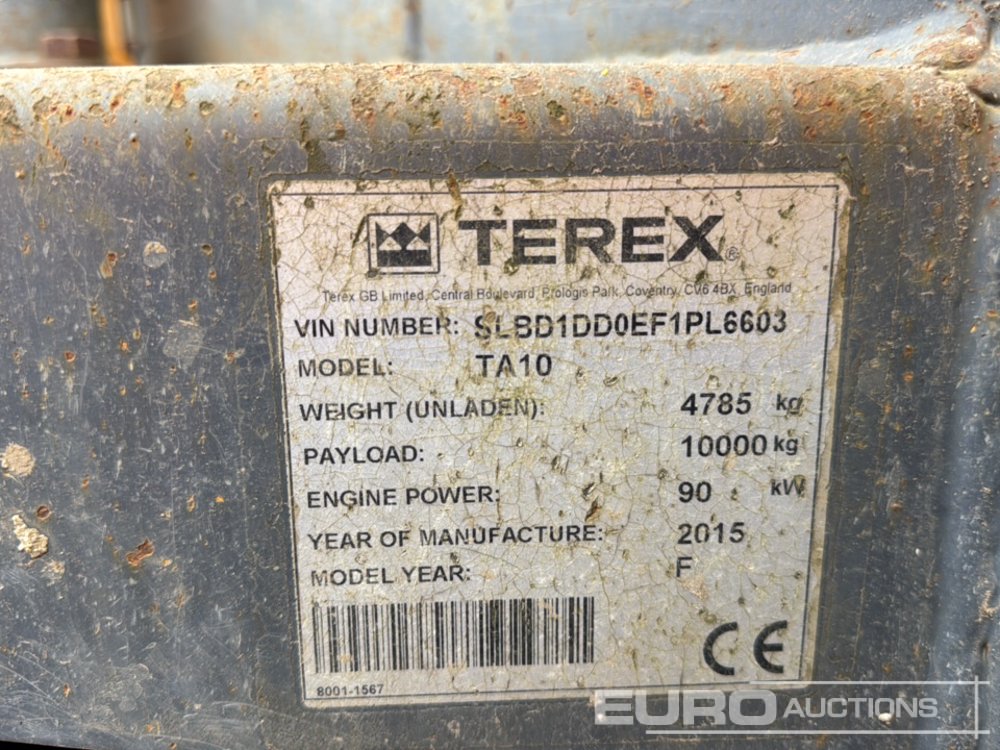 TEREX®
Terex GB Limited, Central Boulevard, Prologis Park, Coventry, CV6 4BX, England
VIN NUMBER: SLBD1DD0EF1PL6603
MODEL: TA10
WEIGHT (UNLADEN): 4785 kg
PAYLOAD: 10000 kg
ENGINE POWER: 90 kW
YEAR OF MANUFACTURE: 2015
MODEL YEAR: F
8001-1567
CE
EURO AUCTIONS